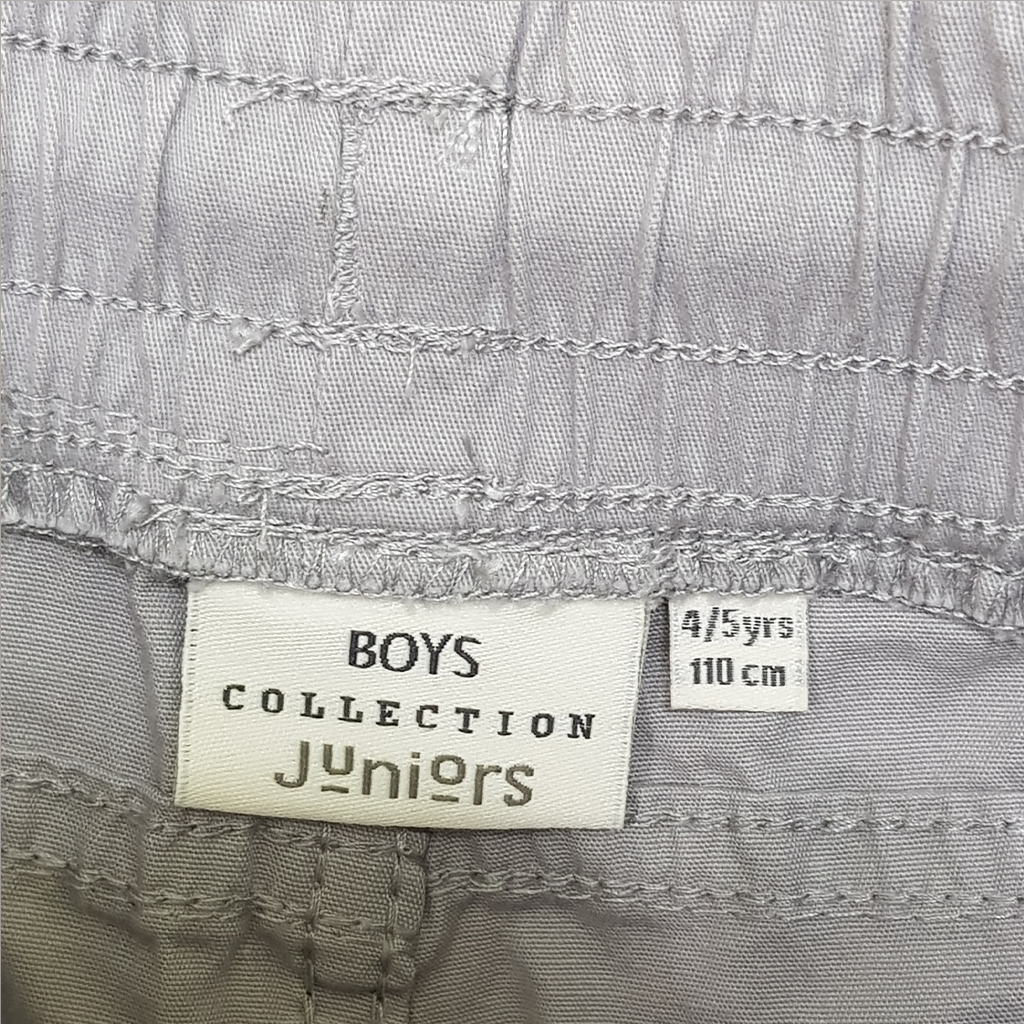 BOYS
COLLECTION
Juniors
4/5yrs
110 cm